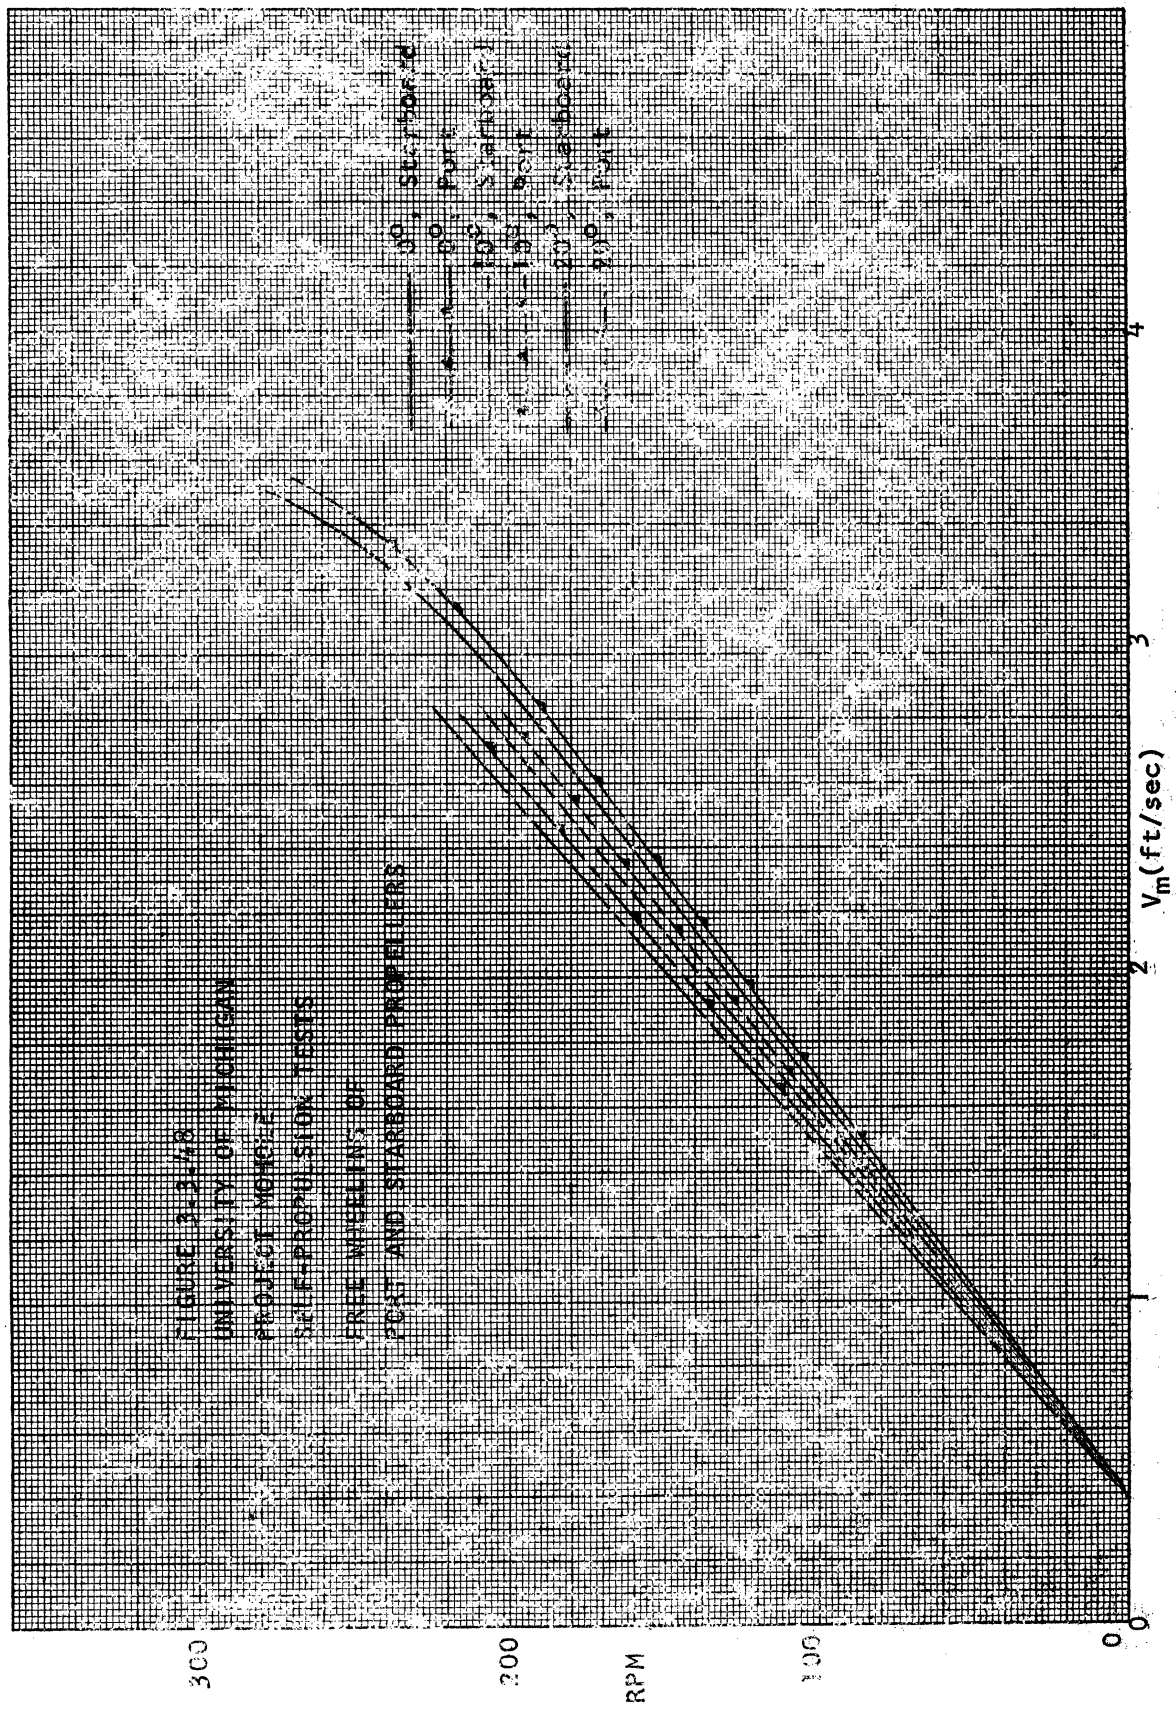 FIGURE 3.3.48
UNIVERSITY OF MICHIGAN
PROJECT MOHOLE
SELF-PROPULSION TESTS
FREE WHEELING OF
PORT AND STARBOARD PROPELLERS
0°, Starboard
0°, Port
10°, Starboard
10°, Port
20°, Starboard
20°, Port
300
200
RPM
100
0
0
1
2
3
4
Vm(ft/sec)